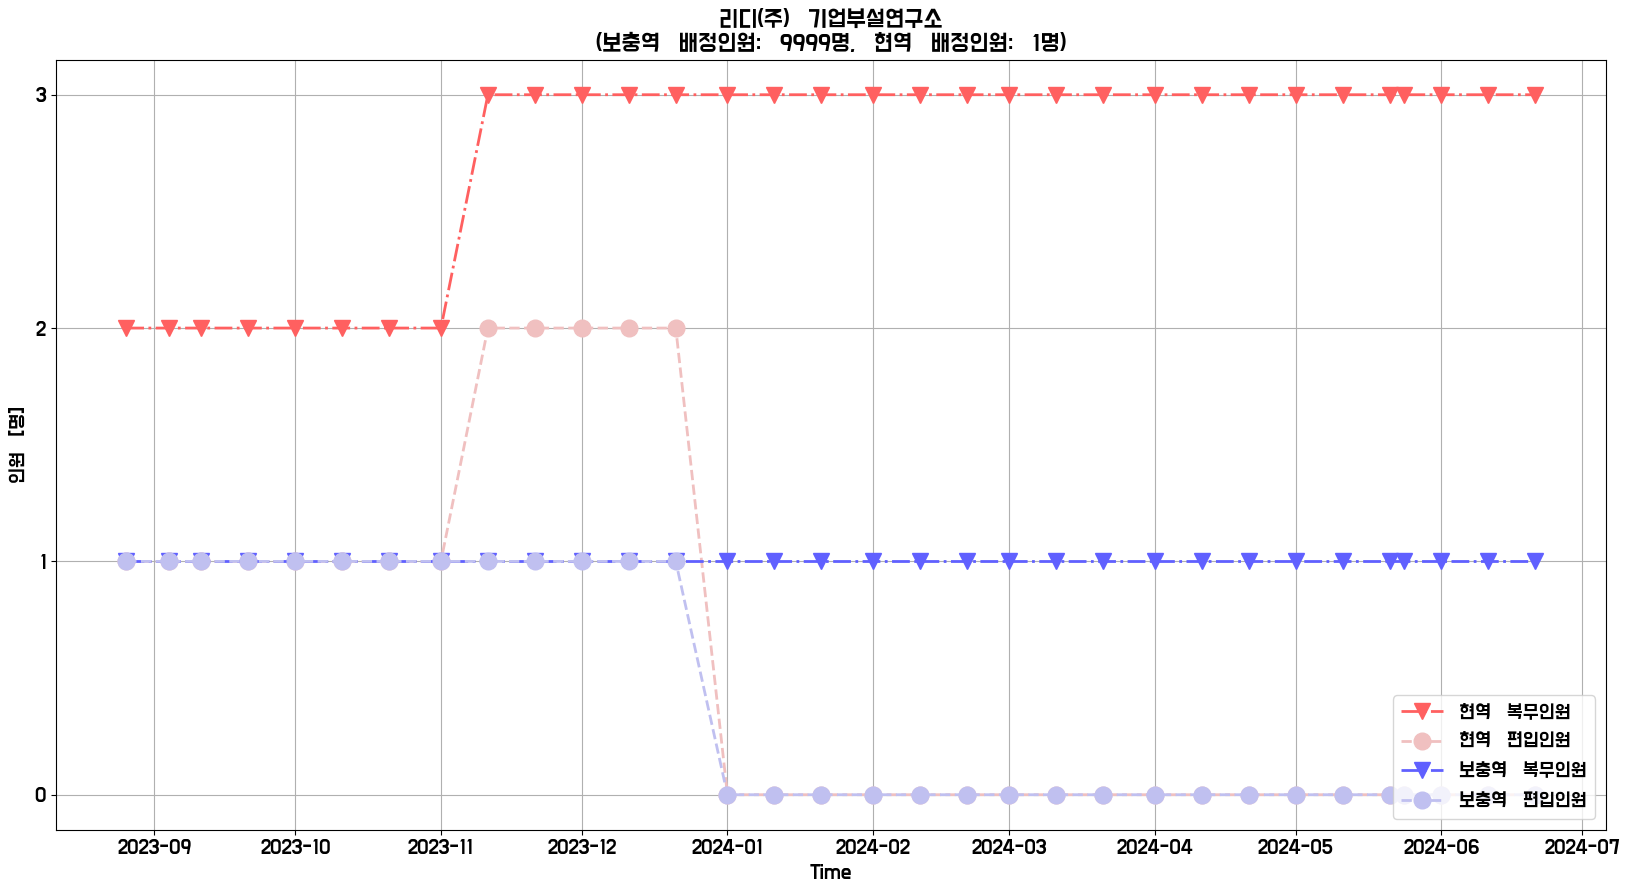 리디(주) 기업부설연구소
(보충역 배정인원: 9999명, 현역 배정인원: 1명)
3
2
1
0
인원 [명]
2023-09 2023-10 2023-11 2023-12 2024-01 2024-02 2024-03 2024-04 2024-05 2024-06 2024-07
Time
현역 복무인원
현역 편입인원
보충역 복무인원
보충역 편입인원